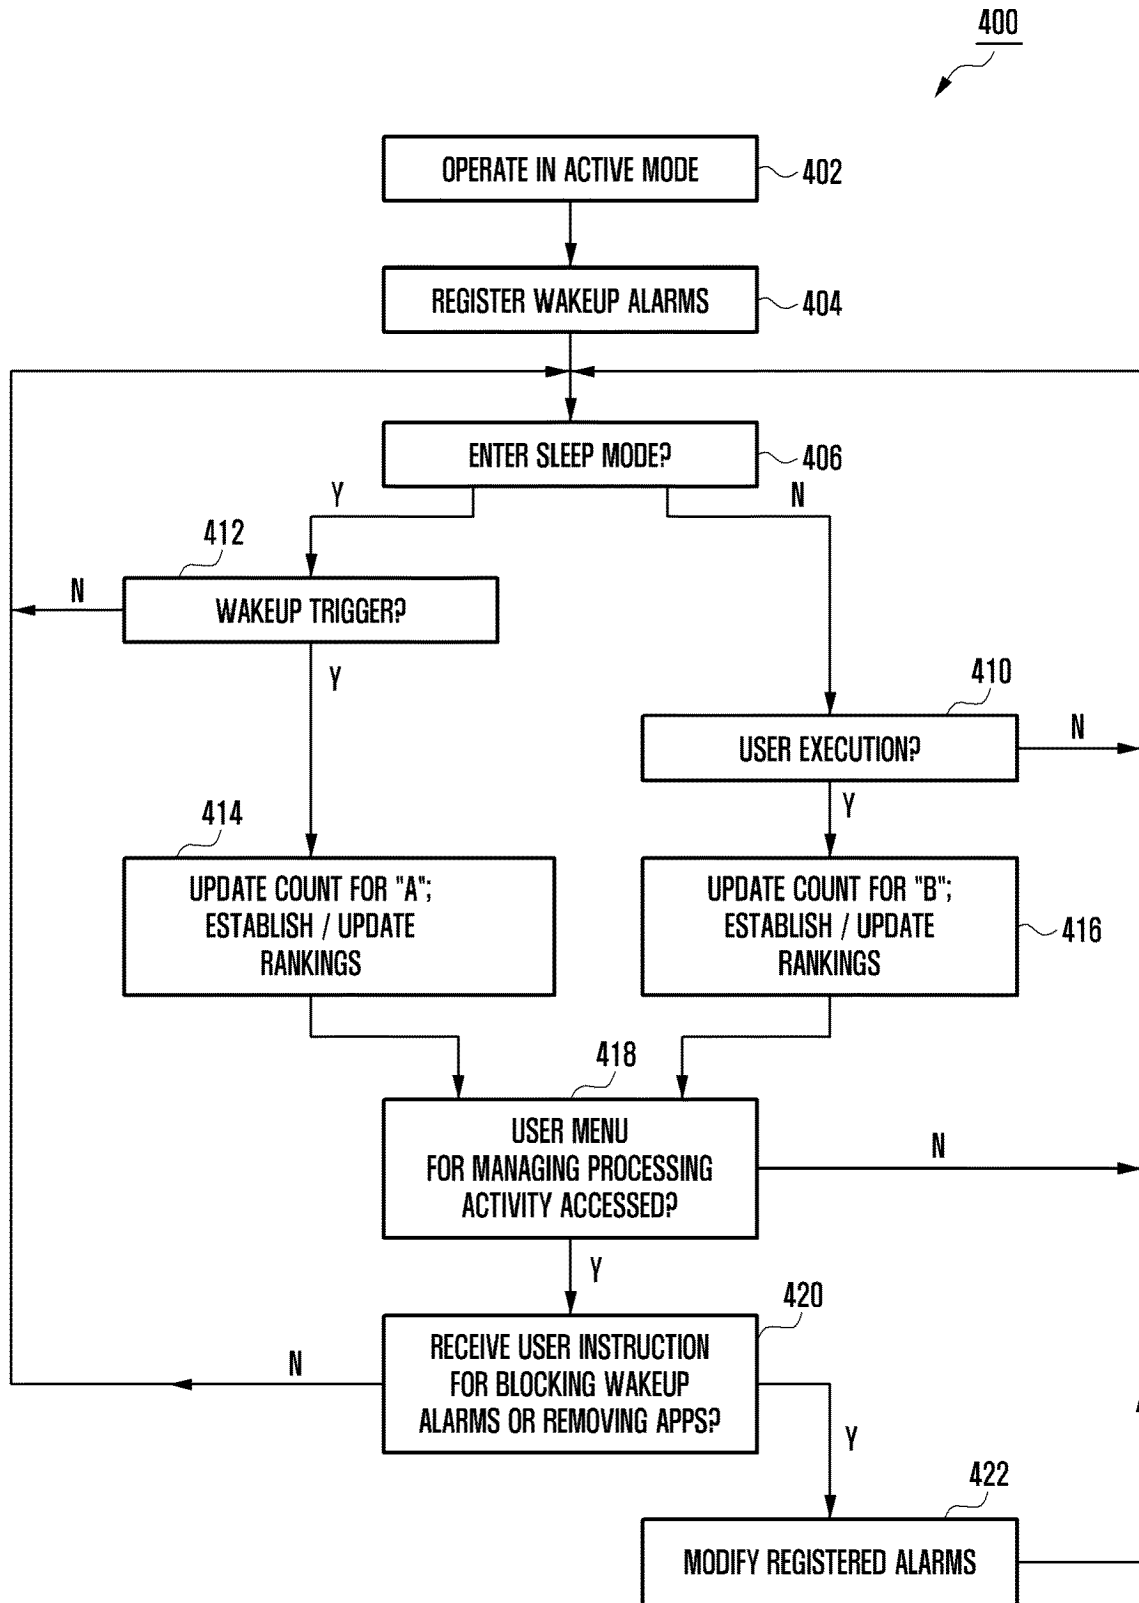 400
OPERATE IN ACTIVE MODE
402
REGISTER WAKEUP ALARMS
404
ENTER SLEEP MODE?
406
Y
N
412
WAKEUP TRIGGER?
N
Y
410
USER EXECUTION?
N
Y
414
UPDATE COUNT FOR "A";
ESTABLISH / UPDATE
RANKINGS
UPDATE COUNT FOR "B";
ESTABLISH / UPDATE
RANKINGS
416
418
USER MENU
FOR MANAGING PROCESSING
ACTIVITY ACCESSED?
N
Y
420
RECEIVE USER INSTRUCTION
FOR BLOCKING WAKEUP
ALARMS OR REMOVING APPS?
N
Y
422
MODIFY REGISTERED ALARMS